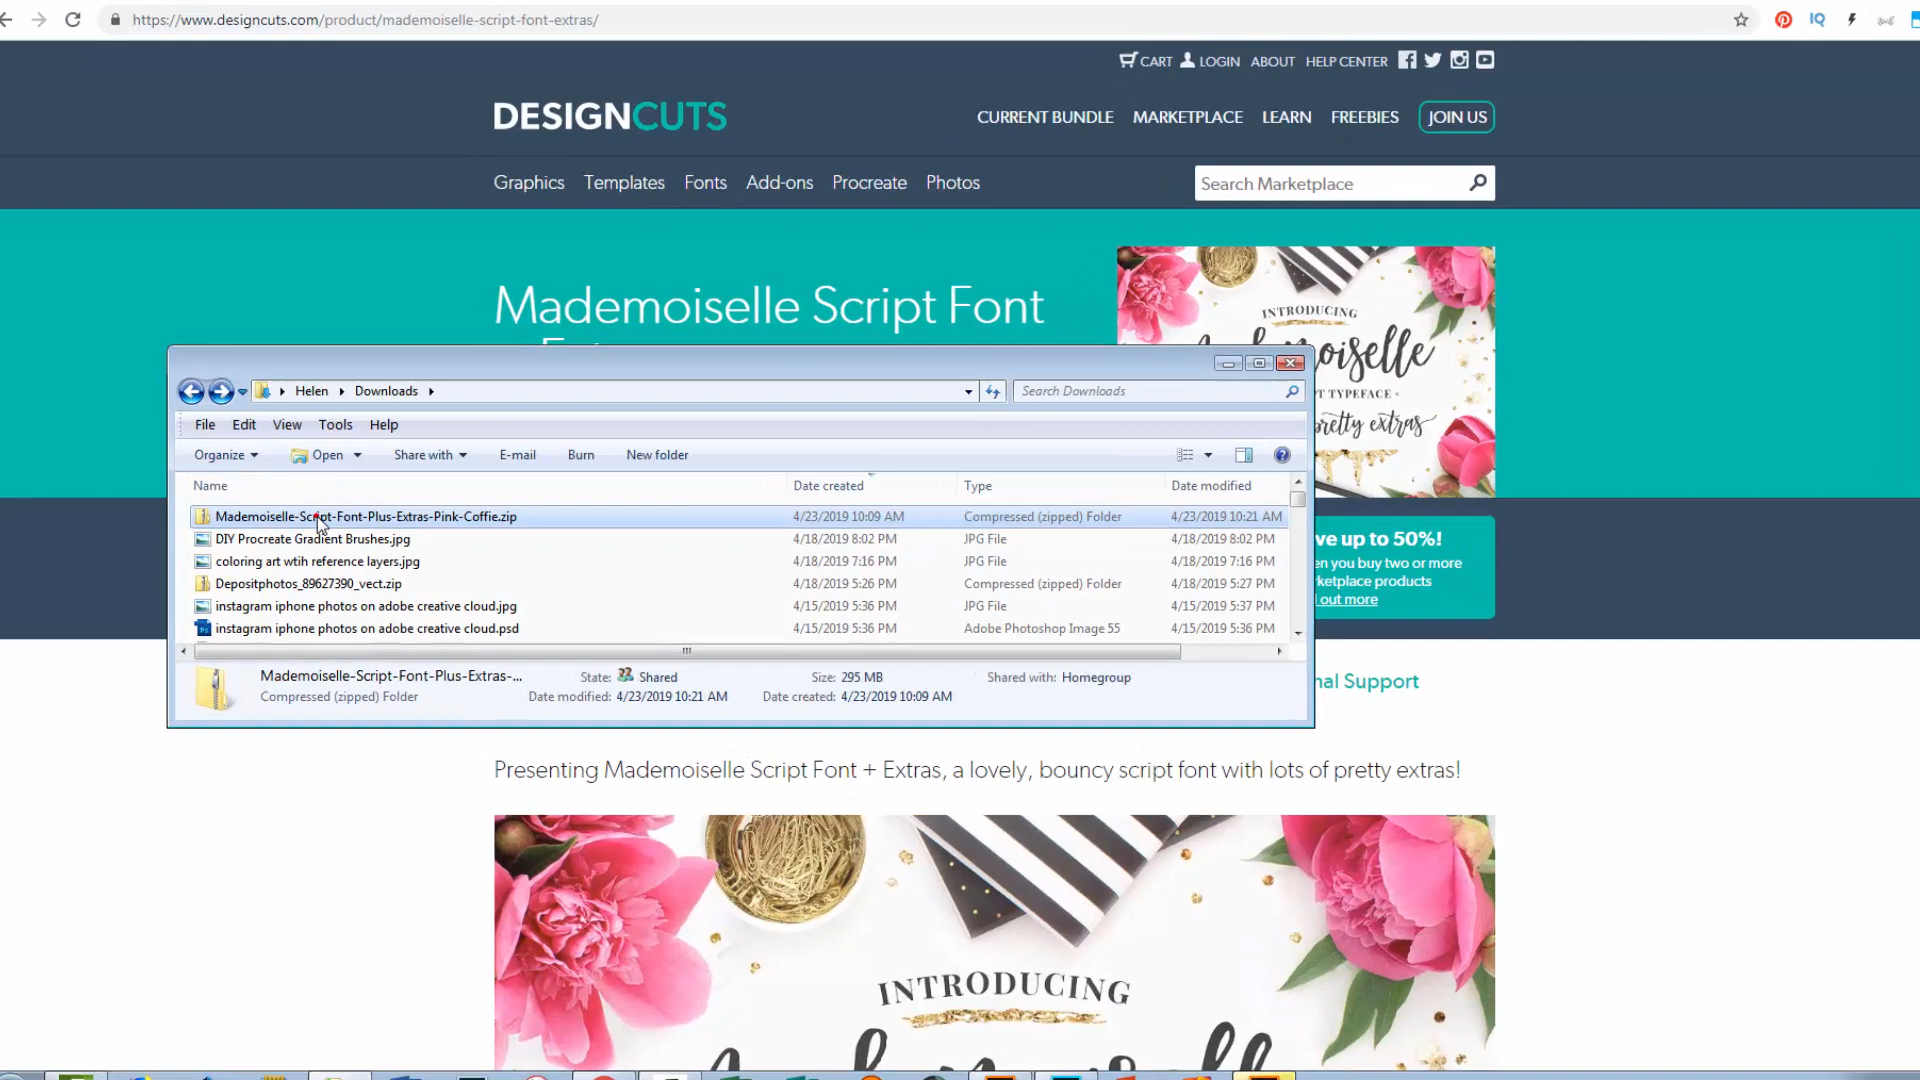 https://www.designcuts.com/product/mademoiselle-script-font-extras/
IQ
CART LOGIN ABOUT HELP CENTER
DESIGNCUTS
CURRENT BUNDLE MARKETPLACE LEARN FREEBIES JOIN US
Graphics Templates Fonts Add-ons Procreate Photos
Search Marketplace
Mademoiselle Script Font
INTRODUCING
TYPEFACE
pretty extras!
Helen Downloads
Search Downloads
File Edit View Tools Help
Organize Open Share with E-mail Burn New folder
Name Date created Type Date modified
Mademoiselle-Script-Font-Plus-Extras-Pink-Coffie.zip 4/23/2019 10:09 AM Compressed (zipped) Folder 4/23/2019 10:21 AM
DIY Procreate Gradient Brushes.jpg 4/18/2019 8:02 PM JPG File 4/18/2019 8:02 PM
coloring art wtih reference layers.jpg 4/18/2019 7:16 PM JPG File 4/18/2019 7:16 PM
Depositphotos_89627390_vect.zip 4/18/2019 5:26 PM Compressed (zipped) Folder 4/18/2019 5:27 PM
instagram iphone photos on adobe creative cloud.jpg 4/15/2019 5:36 PM JPG File 4/15/2019 5:37 PM
instagram iphone photos on adobe creative cloud.psd 4/15/2019 5:36 PM Adobe Photoshop Image 55 4/15/2019 5:36 PM
ve up to 50%!
en you buy two or more
ketplace products
out more
Mademoiselle-Script-Font-Plus-Extras-... State: Shared Size: 295 MB Shared with: Homegroup
Compressed (zipped) Folder Date modified: 4/23/2019 10:21 AM Date created: 4/23/2019 10:09 AM
nal Support
Presenting Mademoiselle Script Font + Extras, a lovely, bouncy script font with lots of pretty extras!
INTRODUCING